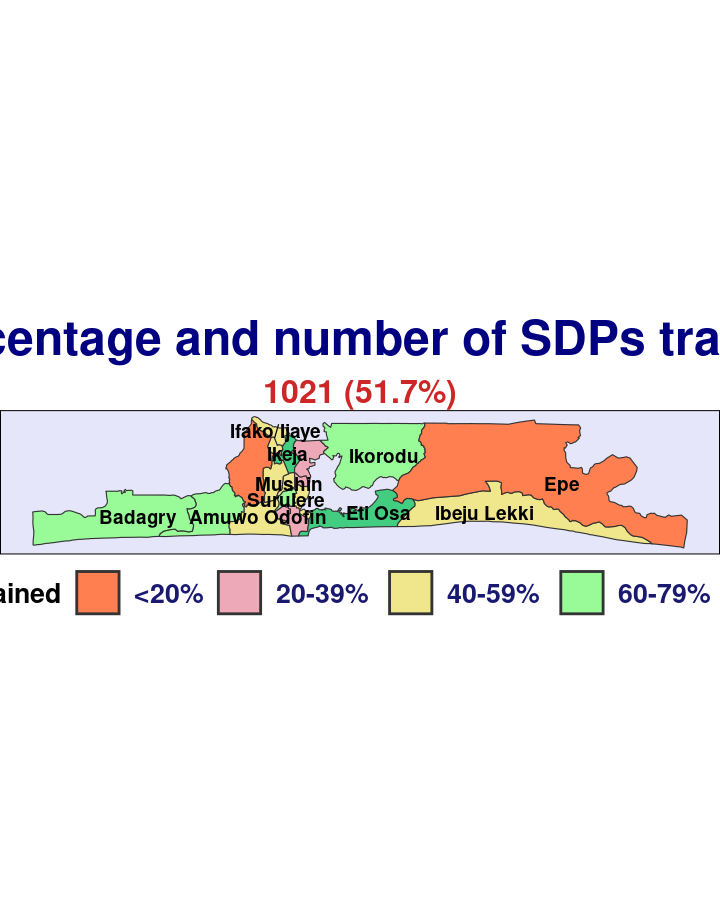 centage and number of SDPs tra
1021 (51.7%)
Ifako Ijaye
Ikeja
Ikorodu
Mushin
Surulere
Epe
Badagry
Amuwo Odofin
Eti Osa
Ibeju Lekki
ained
<20%
20-39%
40-59%
60-79%